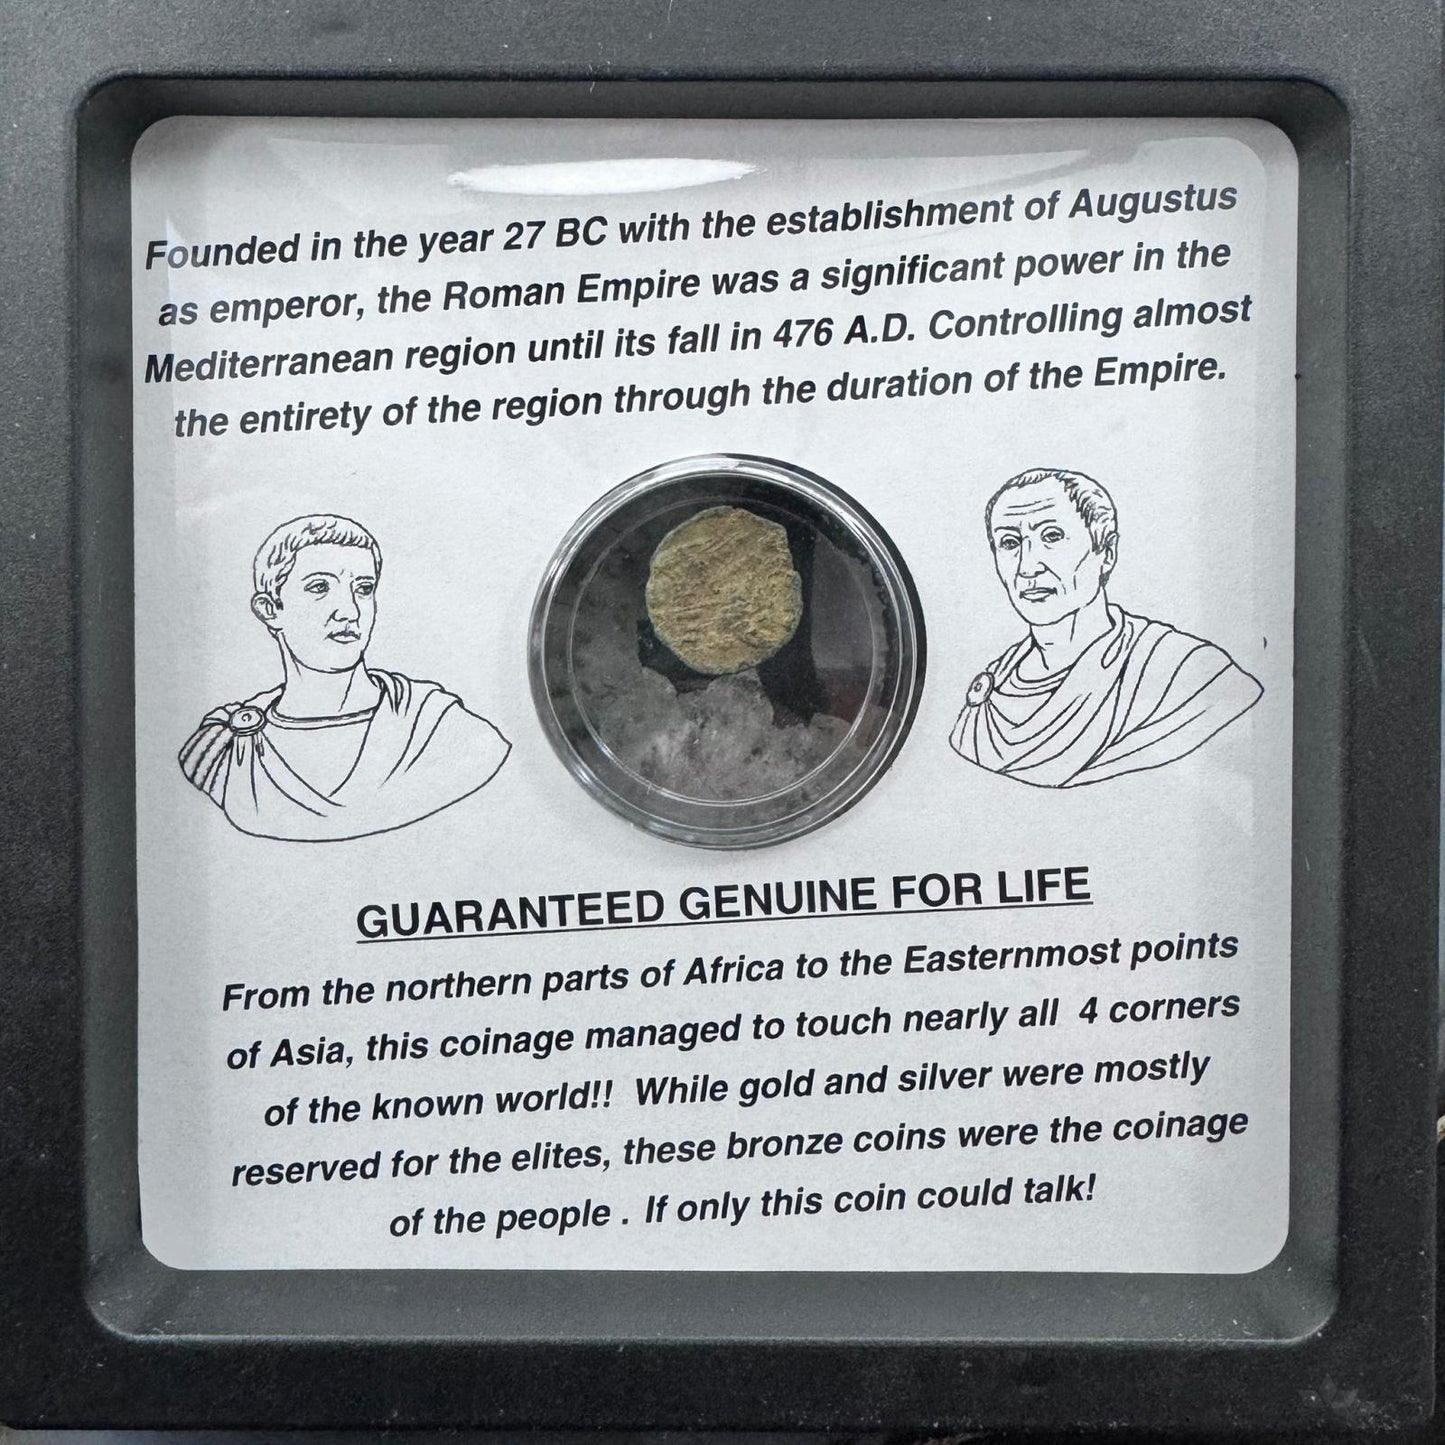 Founded in the year 27 BC with the establishment of Augustus
as emperor, the Roman Empire was a significant power in the
Mediterranean region until its fall in 476 A.D. Controlling almost
the entirety of the region through the duration of the Empire.
GUARANTEED GENUINE FOR LIFE
From the northern parts of Africa to the Easternmost points
of Asia, this coinage managed to touch nearly all 4 corners
of the known world!! While gold and silver were mostly
reserved for the elites, these bronze coins were the coinage
of the people . If only this coin could talk!